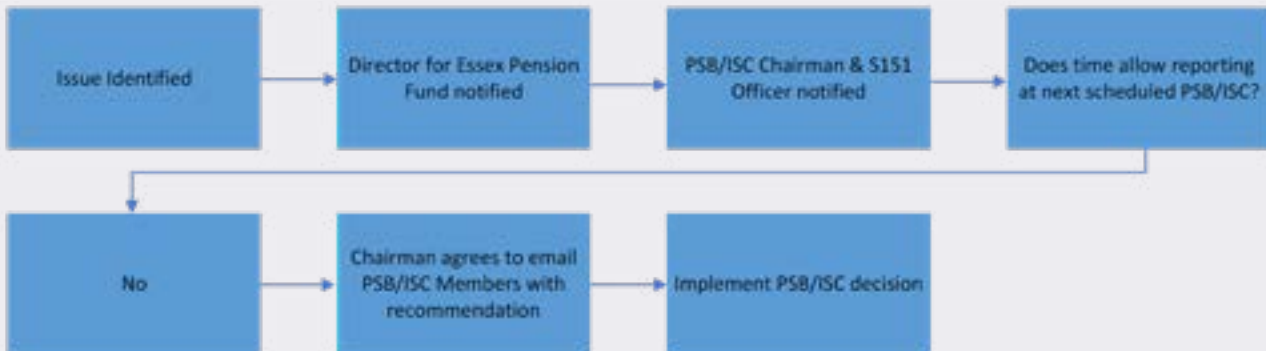 Issue Identified
Director for Essex Pension
Fund notified
PSB/ISC Chairman & S151
Officer notified
Does time allow reporting
at next scheduled PSB/ISC?
No
Chairman agrees to email
PSB/ISC Members with
recommendation
Implement PSB/ISC decision